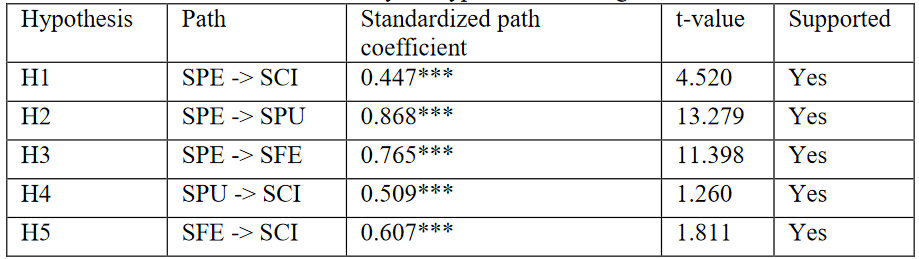 Hypothesis Path Standardized path coefficient t-value Supported
H1 SPE -> SCI 0.447*** 4.520 Yes
H2 SPE -> SPU 0.868*** 13.279 Yes
H3 SPE -> SFE 0.765*** 11.398 Yes
H4 SPU -> SCI 0.509*** 1.260 Yes
H5 SFE -> SCI 0.607*** 1.811 Yes